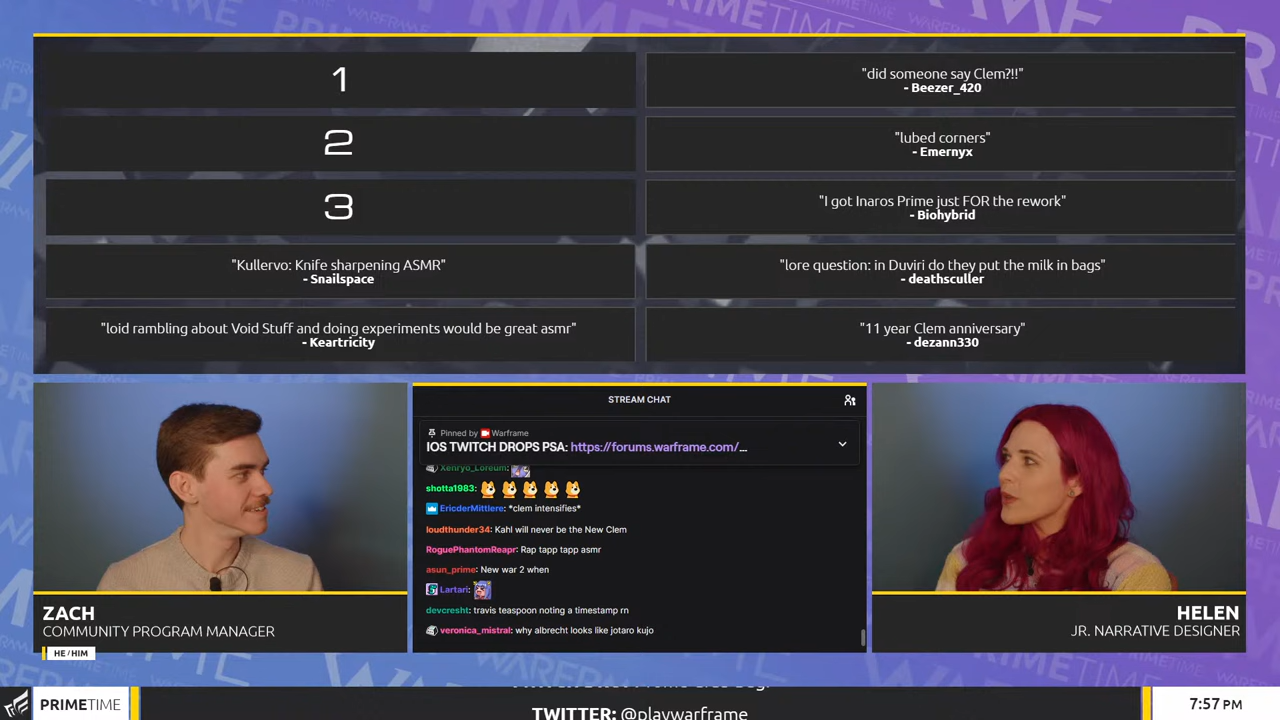 1
"did someone say Clem?!!"
- Beezer_420
2
"lubed corners"
- Emernyx
3
"I got Inaros Prime just FOR the rework"
- Biohybrid
"Kullervo: Knife sharpening ASMR"
- Snailspace
"lore question: in Duviri do they put the milk in bags"
- deathsculler
"loid rambling about Void Stuff and doing experiments would be great asmr"
- Keartricity
"11 year Clem anniversary"
- dezann330
STREAM CHAT
Pinned by Warframe
IOS TWITCH DROPS PSA: https://forums.warframe.com/...
Xenryo_Loreum:
shotta1983:
EricderMittlere: *clem intensifies*
loudthunder34: Kahl will never be the New Clem
RoguePhantomReapr: Rap tapp tapp asmr
asun_prime: New war 2 when
Lartari:
devcresht: travis teaspoon noting a timestamp rn
veronica_mistral: why albrecht looks like jotaro kujo
ZACH
COMMUNITY PROGRAM MANAGER
HE/HIM
HELEN
JR. NARRATIVE DESIGNER
PRIMETIME
TWITTER: @playwarframe
7:57 PM